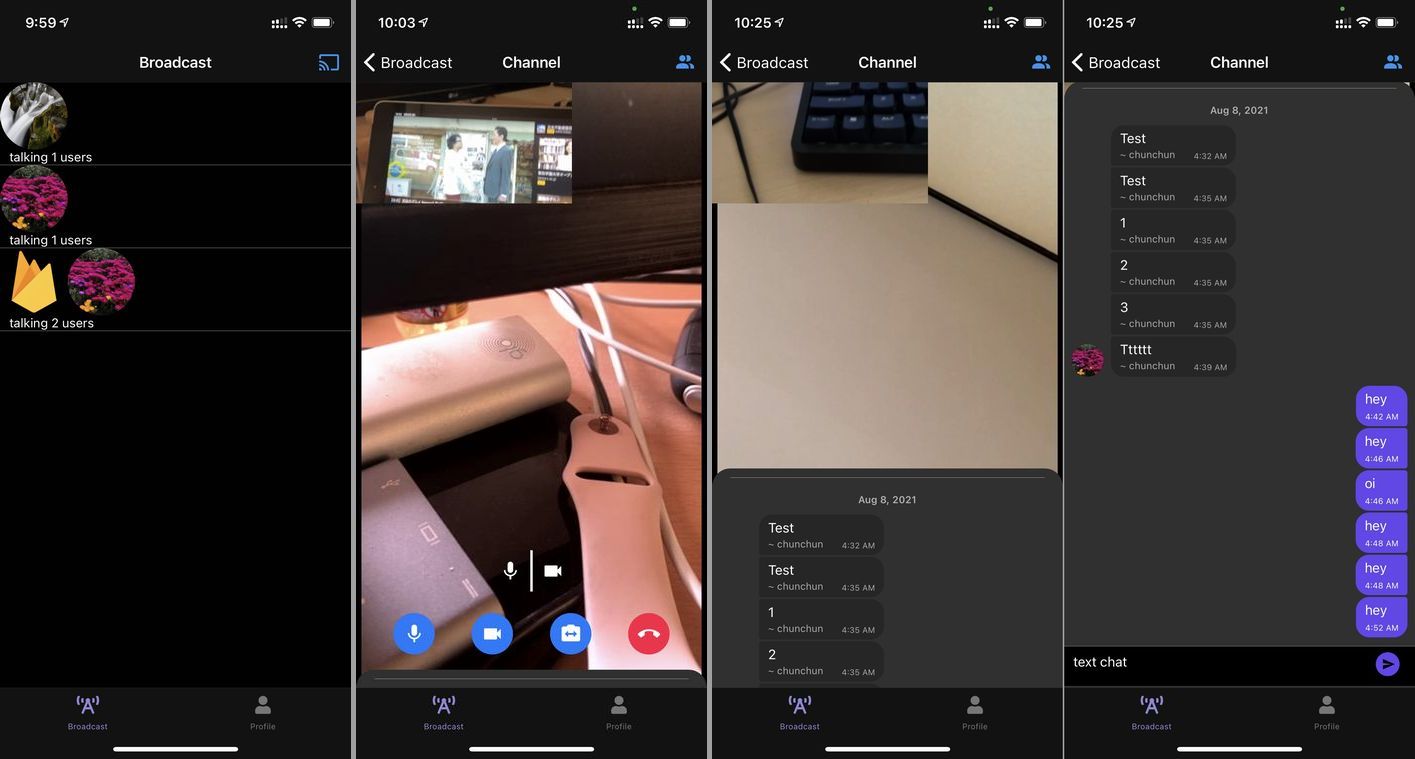 9:59
Broadcast
talking 1 users
talking 1 users
talking 2 users
Broadcast
Profile
10:03
Broadcast
Channel
Broadcast
Profile
10:25
Broadcast
Channel
Aug 8, 2021
Test
~ chunchun 4:32 AM
Test
~ chunchun 4:35 AM
1
~ chunchun 4:35 AM
2
~ chunchun 4:35 AM
Broadcast
Profile
10:25
Broadcast
Channel
Aug 8, 2021
Test
~ chunchun 4:32 AM
Test
~ chunchun 4:35 AM
1
~ chunchun 4:35 AM
2
~ chunchun 4:35 AM
3
~ chunchun 4:35 AM
Tttttt
~ chunchun 4:39 AM
hey
4:42 AM
hey
4:46 AM
oi
4:46 AM
hey
4:48 AM
hey
4:48 AM
hey
4:52 AM
text chat
Broadcast
Profile